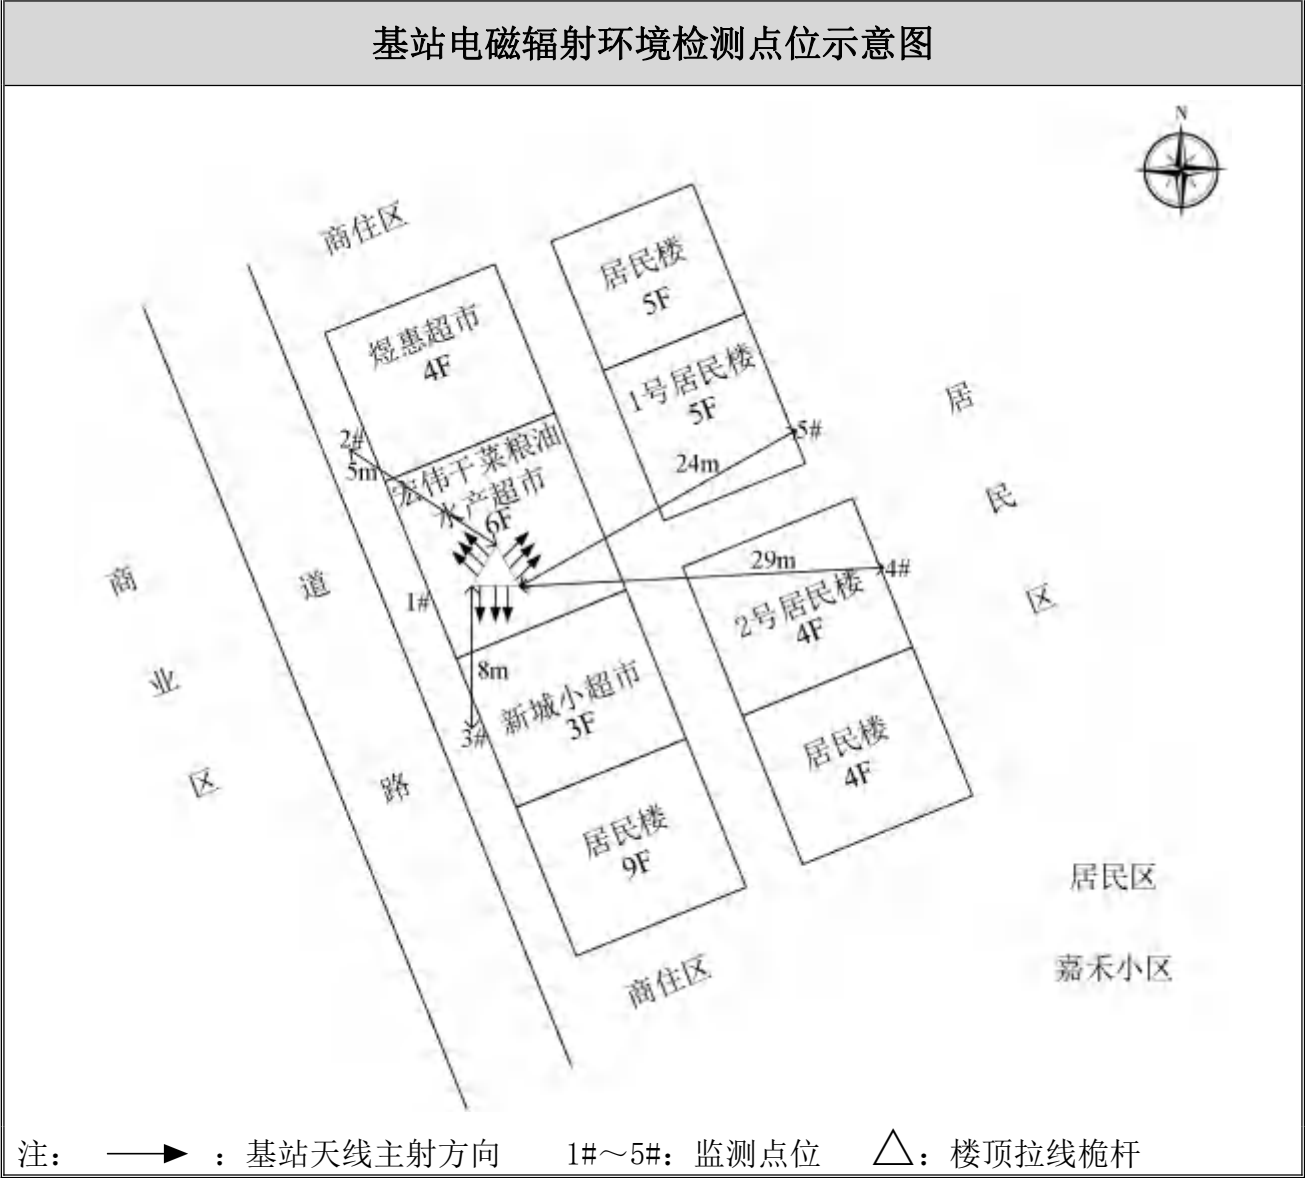 基站电磁辐射环境检测点位示意图
N
商住区
居民楼
5F
煜惠超市
4F
1号居民楼
5F
居
民
区
2#
5m
5#
24m
宏伟干菜粮油
水产超市
6F
29m
4#
2号居民楼
4F
商
业
区
道
路
1#
8m
3#
新城小超市
3F
居民楼
4F
居民楼
9F
居民区
嘉禾小区
商住区
注： ：基站天线主射方向 1#～5#：监测点位 △：楼顶拉线桅杆